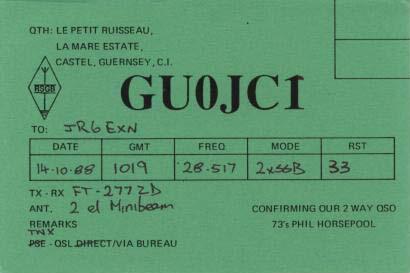 QTH: LE PETIT RUISSEAU,
LA MARE ESTATE,
CASTEL, GUERNSEY, C.I.
RSGB
GU0JCI
TO: JR6EXN
DATE GMT FREQ MODE RST
14-10-88 1019 28-517 2xSSB 33
TX - RX FT-277ZD
ANT. 2 el Minibeam
CONFIRMING OUR 2 WAY QSO
REMARKS 73's PHIL HORSEPOOL
TNX
PSE - QSL DIRECT/VIA BUREAU